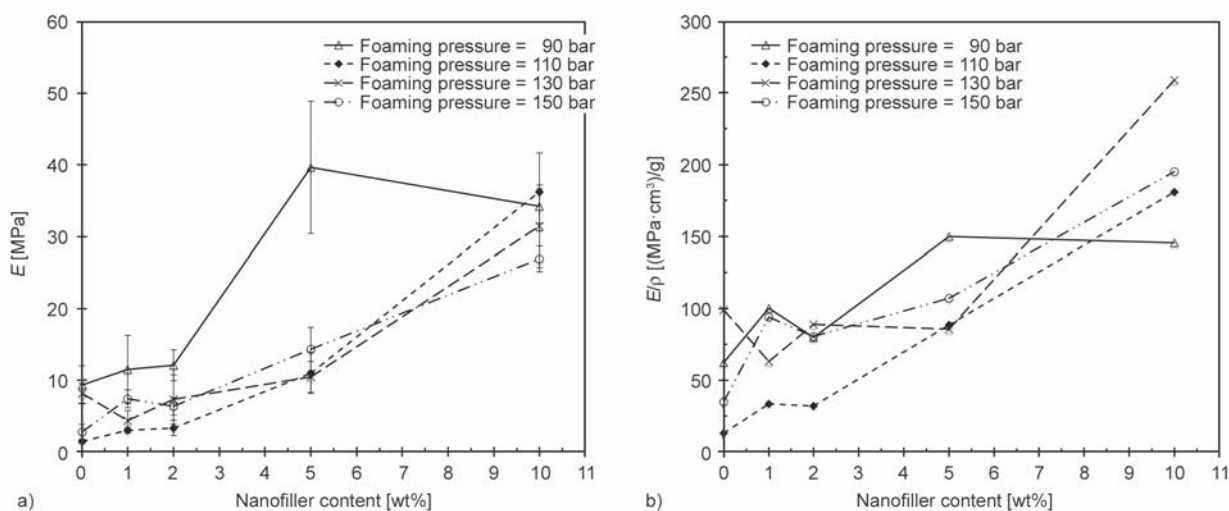 60
50
40
30
20
10
0
E [MPa]
Foaming pressure = 90 bar
Foaming pressure = 110 bar
Foaming pressure = 130 bar
Foaming pressure = 150 bar
0 1 2 3 4 5 6 7 8 9 10 11
a) Nanofiller content [wt%]
300
250
200
150
100
50
0
E/ρ [(MPa·cm³)/g]
Foaming pressure = 90 bar
Foaming pressure = 110 bar
Foaming pressure = 130 bar
Foaming pressure = 150 bar
0 1 2 3 4 5 6 7 8 9 10 11
b) Nanofiller content [wt%]